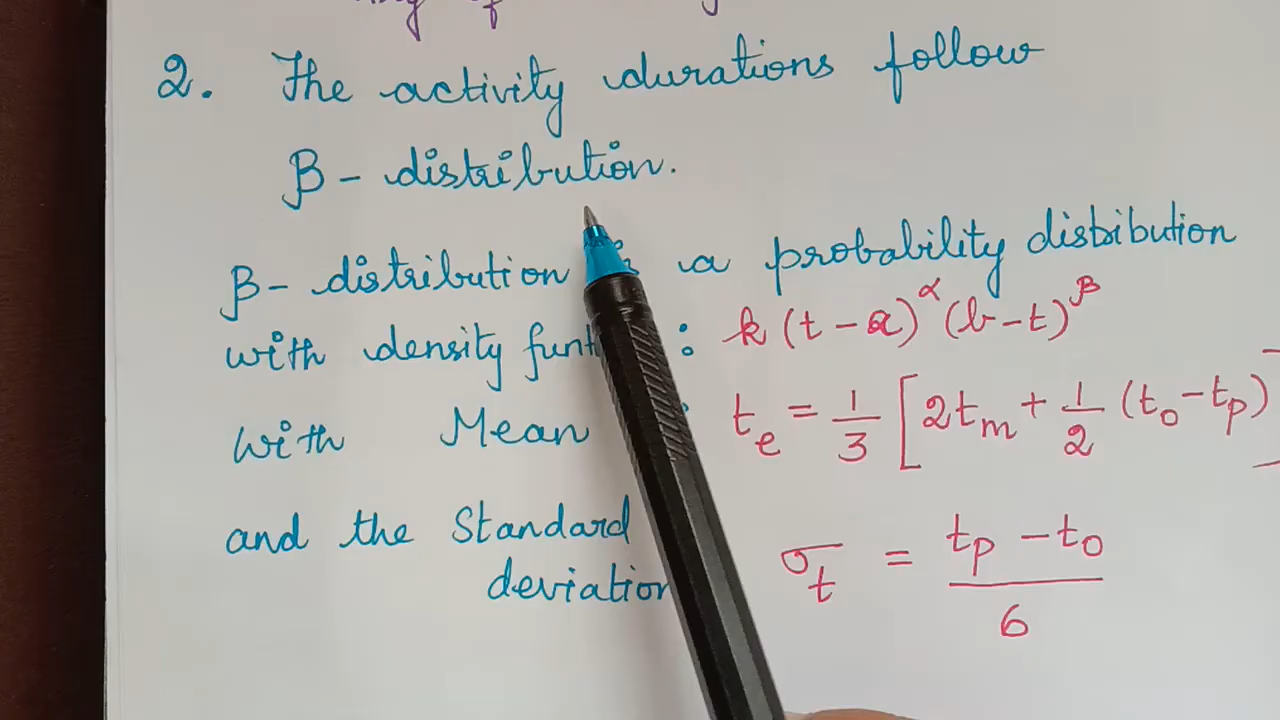 2. The activity durations follow
β - distribution.
β - distribution is a probability distribution
with density : k (t - a)^α (b - t)^β
with Mean : t_e = 1/3 [2t_m + 1/2 (t_o - t_p)]
and the Standard deviation σ_t = (t_p - t_o)/6